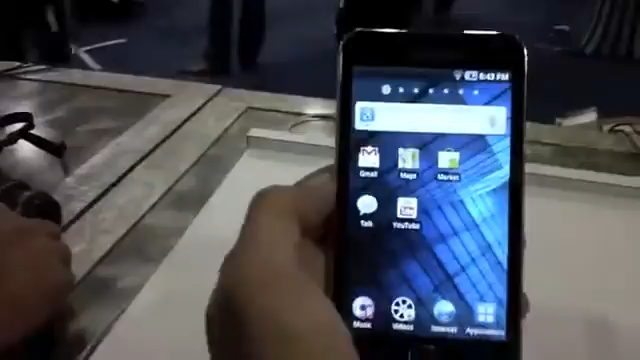 6:43 PM
Gmail
Maps
Market
Talk
YouTube
Music
Videos
Internet
Applications